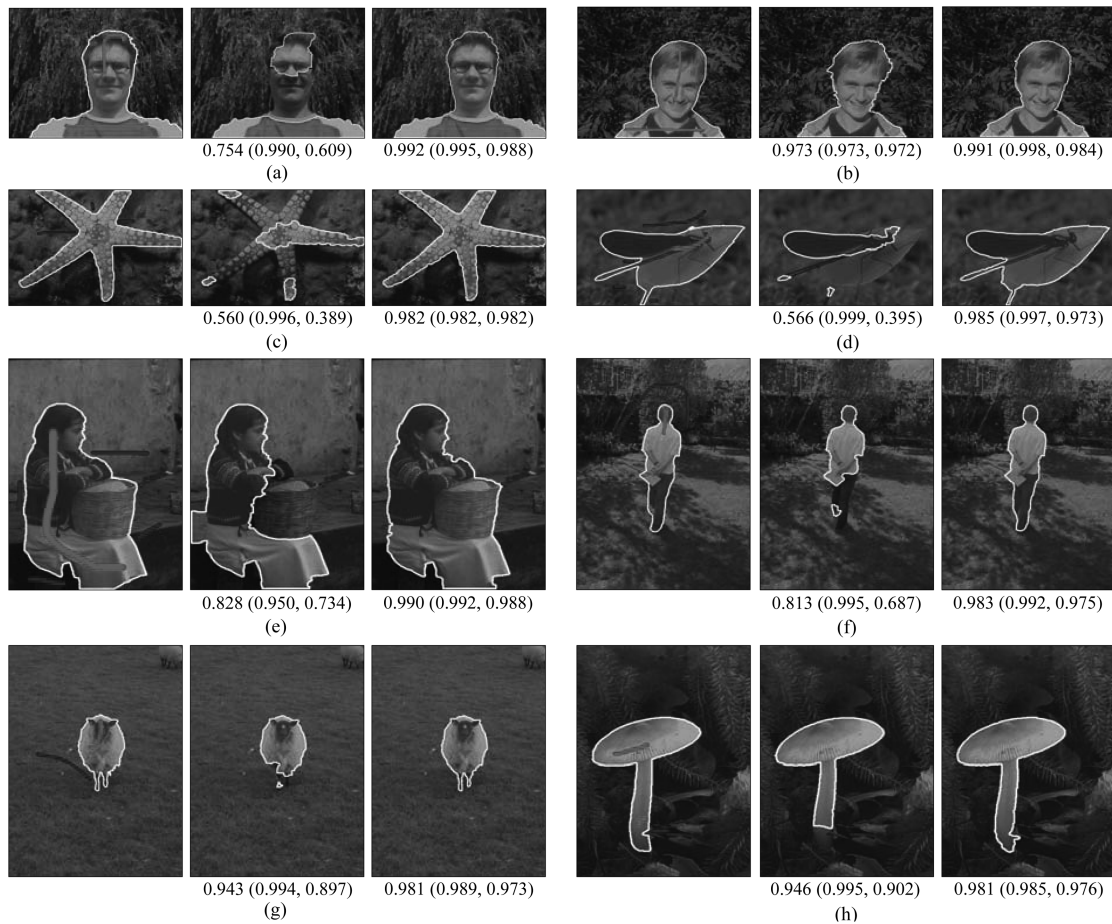 0.754 (0.990, 0.609) 0.992 (0.995, 0.988)
(a)
0.973 (0.973, 0.972) 0.991 (0.998, 0.984)
(b)
0.560 (0.996, 0.389) 0.982 (0.982, 0.982)
(c)
0.566 (0.999, 0.395) 0.985 (0.997, 0.973)
(d)
0.828 (0.950, 0.734) 0.990 (0.992, 0.988)
(e)
0.813 (0.995, 0.687) 0.983 (0.992, 0.975)
(f)
0.943 (0.994, 0.897) 0.981 (0.989, 0.973)
(g)
0.946 (0.995, 0.902) 0.981 (0.985, 0.976)
(h)